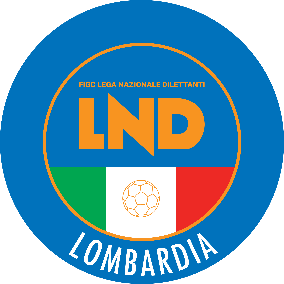 FIGC LEGA NAZIONALE DILETTANTI
LND
LOMBARDIA